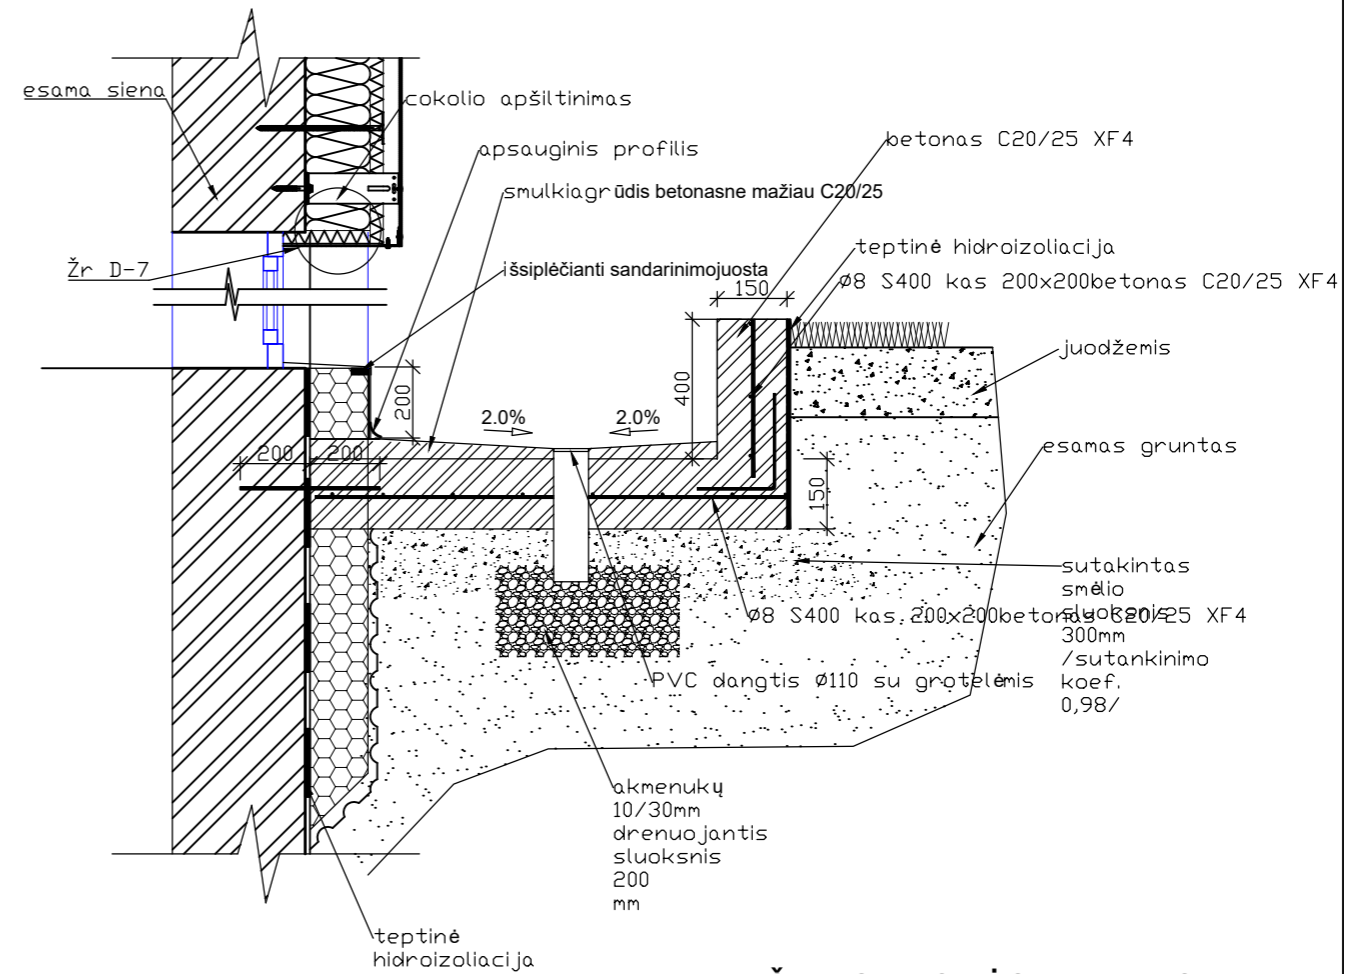 esama siena
cokolio apšiltinimas
apsauginis profilis
smulkiagrūdis betonasne mažiau C20/25
betonas C20/25 XF4
teptinė hidroizoliacija
Žr D-7
išsiplėčianti sandarinimojuosta
Ø8 S400 kas 200x200betonas C20/25 XF4
150
juodžemis
400
200
2.0%
2.0%
esamas gruntas
200
200
150
sutakintas
smėlio
sluoksnis
300mm
/sutankinimo
koef.
0,98/
Ø8 S400 kas 200x200betonas C20/25 XF4
PVC dangtis Ø110 su grotelėmis
akmenukų
10/30mm
drenuojantis
sluoksnis
200
mm
teptinė
hidroizoliacija